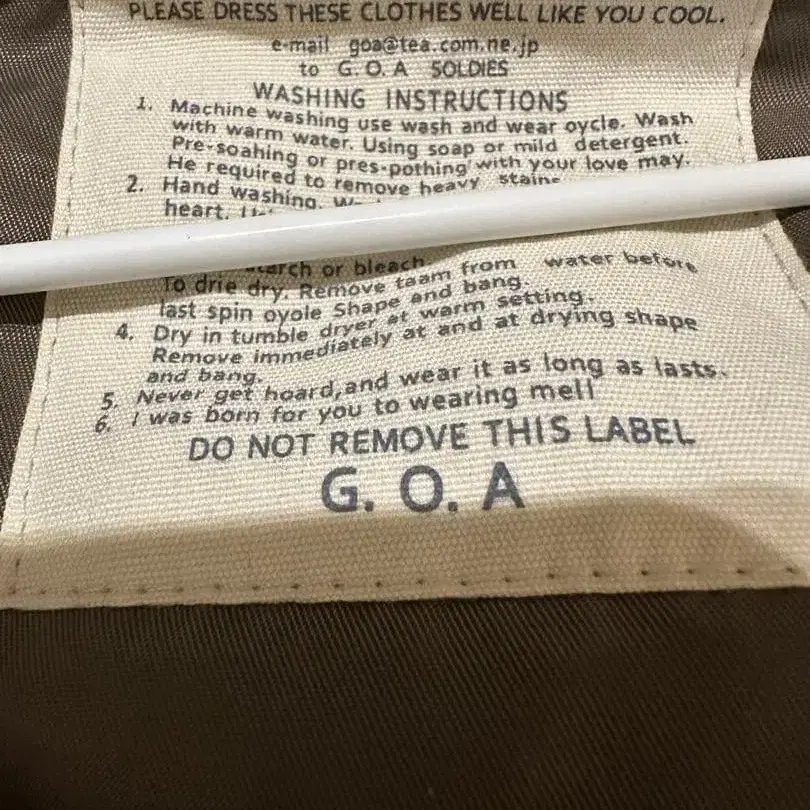 PLEASE DRESS THESE CLOTHES WELL LIKE YOU COOL.
e-mail goa@tea.com.ne.jp
to G. O. A SOLDIES
WASHING INSTRUCTIONS
1. Machine washing use wash and wear oycle. Wash
with warm water. Using soap or mild detergent.
Pre-soahing or pres-pothing with your love may.
He required to remove heavy stains
2. Hand washing.
heart.
or bleach
To drie dry. Remove taam from water before
last spin oyole Shape and bang.
4. Dry in tumble dryer at warm setting.
Remove immediately at and at drying shape
and bang.
5. Never get hoard, and wear it as long as lasts.
6. I was born for you to wearing mell
DO NOT REMOVE THIS LABEL
G. O. A